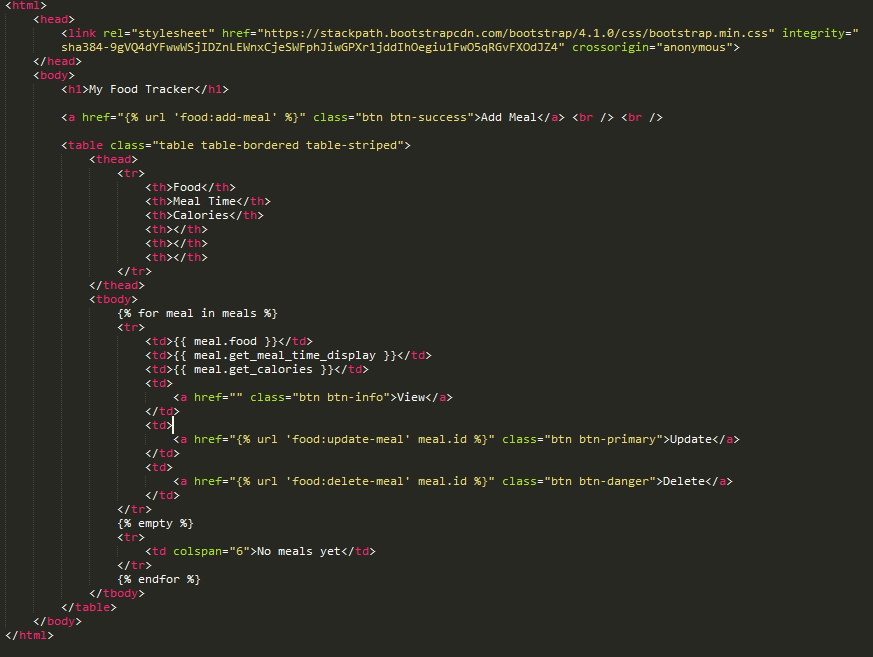 <html>
<head>
<link rel="stylesheet" href="https://stackpath.bootstrapcdn.com/bootstrap/4.1.0/css/bootstrap.min.css" integrity="
sha384-9gVQ4dYFwwWSjIDZnLEWnxCjeSWFphJiwGPXr1jddIhOegiu1FwO5qRGvFXOdJZ4" crossorigin="anonymous">
</head>
<body>
<h1>My Food Tracker</h1>
<a href="{% url 'food:add-meal' %}" class="btn btn-success">Add Meal</a> <br /> <br />
<table class="table table-bordered table-striped">
<thead>
<tr>
<th>Food</th>
<th>Meal Time</th>
<th>Calories</th>
<th></th>
<th></th>
<th></th>
</tr>
</thead>
<tbody>
{% for meal in meals %}
<tr>
<td>{{ meal.food }}</td>
<td>{{ meal.get_meal_time_display }}</td>
<td>{{ meal.get_calories }}</td>
<td>
<a href="" class="btn btn-info">View</a>
</td>
<td>
<a href="{% url 'food:update-meal' meal.id %}" class="btn btn-primary">Update</a>
</td>
<td>
<a href="{% url 'food:delete-meal' meal.id %}" class="btn btn-danger">Delete</a>
</td>
</tr>
{% empty %}
<tr>
<td colspan="6">No meals yet</td>
</tr>
{% endfor %}
</tbody>
</table>
</body>
</html>